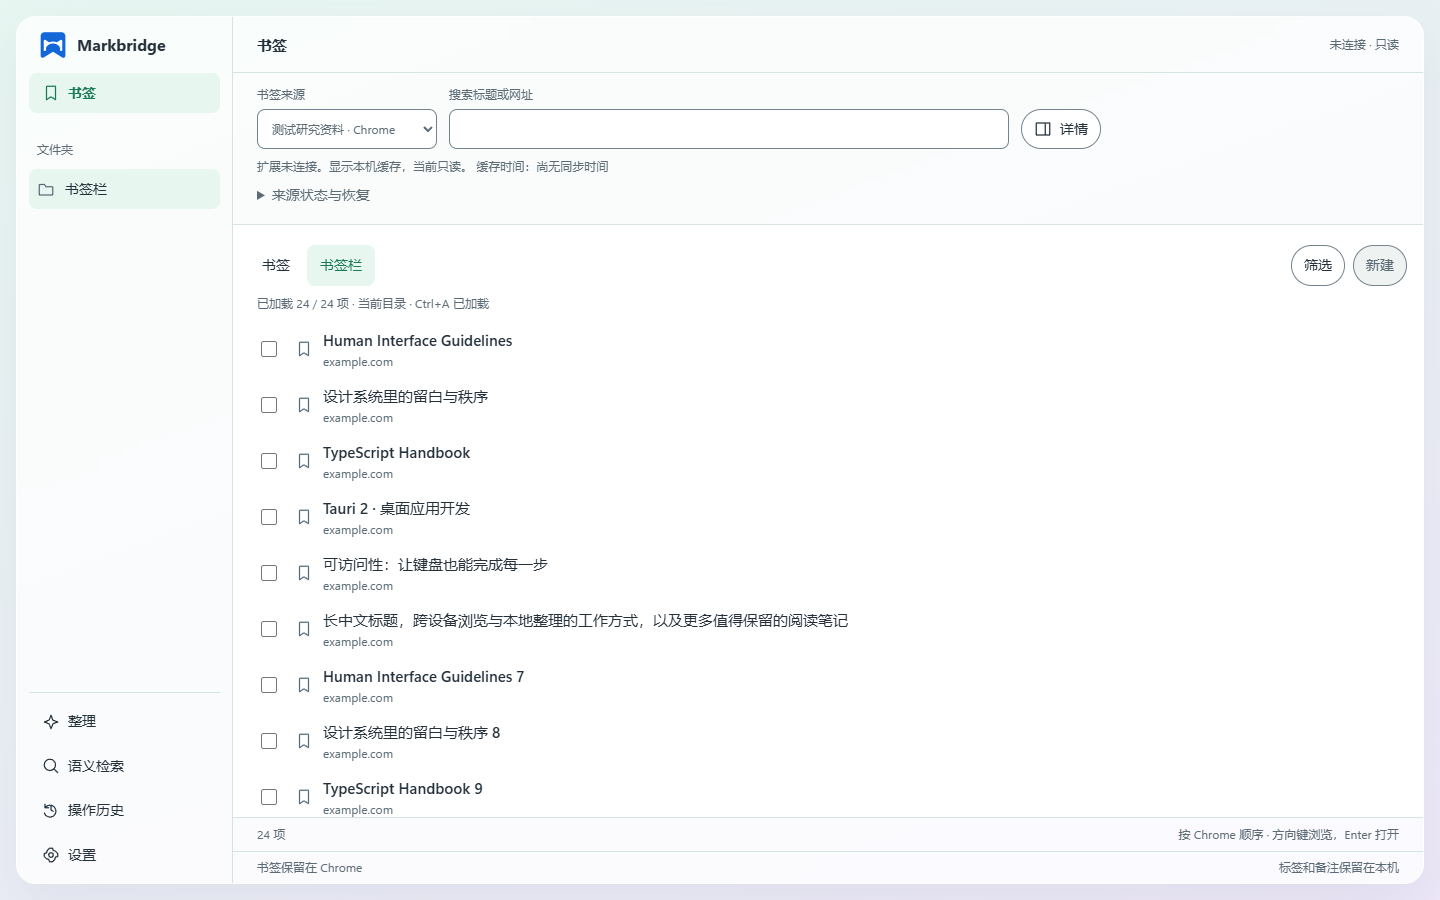 Markbridge
书签
文件夹
书签栏
整理
语义检索
操作历史
设置
书签
未连接 · 只读
书签来源
搜索标题或网址
测试研究资料 · Chrome
详情
扩展未连接。显示本机缓存，当前只读。 缓存时间：尚无同步时间
来源状态与恢复
书签
书签栏
筛选
新建
已加载 24 / 24 项 · 当前目录 · Ctrl+A 已加载
Human Interface Guidelines
example.com
设计系统里的留白与秩序
example.com
TypeScript Handbook
example.com
Tauri 2 · 桌面应用开发
example.com
可访问性：让键盘也能完成每一步
example.com
长中文标题，跨设备浏览与本地整理的工作方式，以及更多值得保留的阅读笔记
example.com
Human Interface Guidelines 7
example.com
设计系统里的留白与秩序 8
example.com
TypeScript Handbook 9
example.com
24 项
按 Chrome 顺序 · 方向键浏览，Enter 打开
书签保留在 Chrome
标签和备注保留在本机